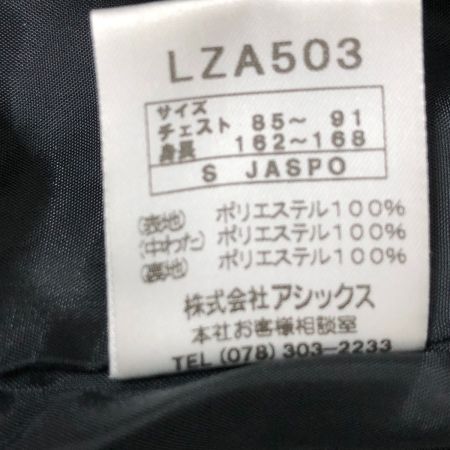 LZA503
サイズ
チェスト 85～ 91
身長 162～168
S JASPO
(表地) ポリエステル100%
(中わた) ポリエステル100%
(裏地) ポリエステル100%
株式会社アシックス
本社お客様相談室
TEL (078) 303-2233